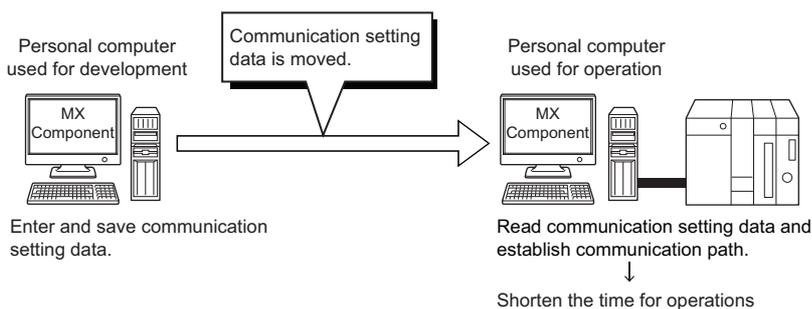 Personal computer
used for development
Communication setting
data is moved.
Personal computer
used for operation
MX
Component
MX
Component
Enter and save communication
setting data.
Read communication setting data and
establish communication path.
↓
Shorten the time for operations